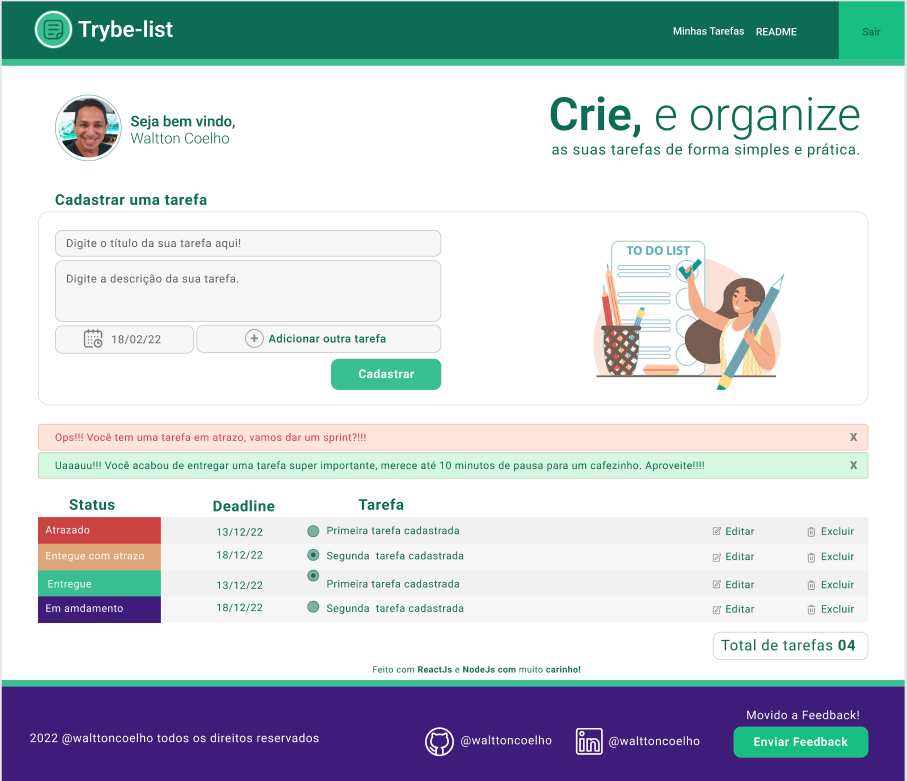 Trybe-list
Minhas Tarefas README Sair
Seja bem vindo,
Waltton Coelho
Crie, e organize
as suas tarefas de forma simples e prática.
Cadastrar uma tarefa
Digite o título da sua tarefa aqui!
Digite a descrição da sua tarefa.
18/02/22 Adicionar outra tarefa
Cadastrar
TO DO LIST
Ops!!! Você tem uma tarefa em atrazo, vamos dar um sprint?!!! X
Uaaauu!!! Você acabou de entregar uma tarefa super importante, merece até 10 minutos de pausa para um cafezinho. Aproveite!!!! X
Status Deadline Tarefa
Atrazado 13/12/22 Primeira tarefa cadastrada Editar Excluir
Entegue com atrazo 18/12/22 Segunda tarefa cadastrada Editar Excluir
Entregue 13/12/22 Primeira tarefa cadastrada Editar Excluir
Em amdamento 18/12/22 Segunda tarefa cadastrada Editar Excluir
Total de tarefas 04
Feito com ReactJs e NodeJs com muito carinho!
2022 @walttoncoelho todos os direitos reservados
@walttoncoelho
in @walttoncoelho
Movido a Feedback!
Enviar Feedback